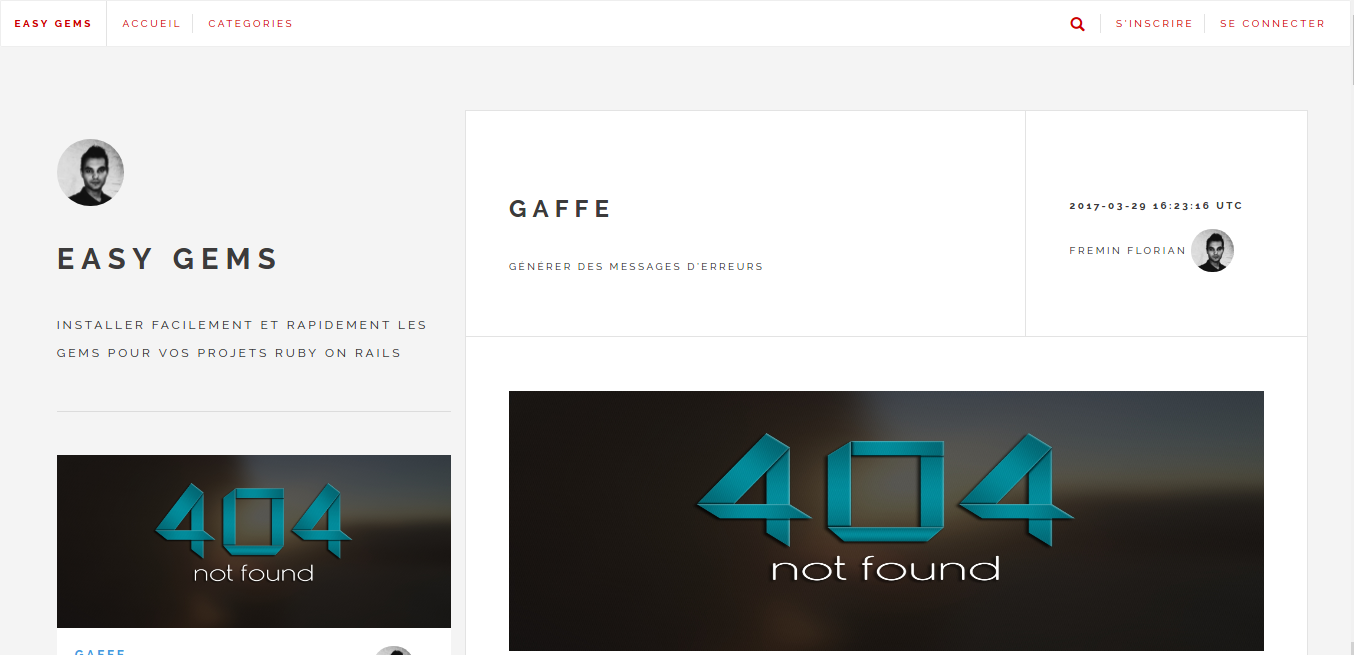 EASY GEMS
ACCUEIL
CATEGORIES
S'INSCRIRE
SE CONNECTER
EASY GEMS
INSTALLER FACILEMENT ET RAPIDEMENT LES
GEMS POUR VOS PROJETS RUBY ON RAILS
404
not found
GAFFE
GAFFE
GÉNÉRER DES MESSAGES D'ERREURS
2017-03-29 16:23:16 UTC
FREMIN FLORIAN
404
not found